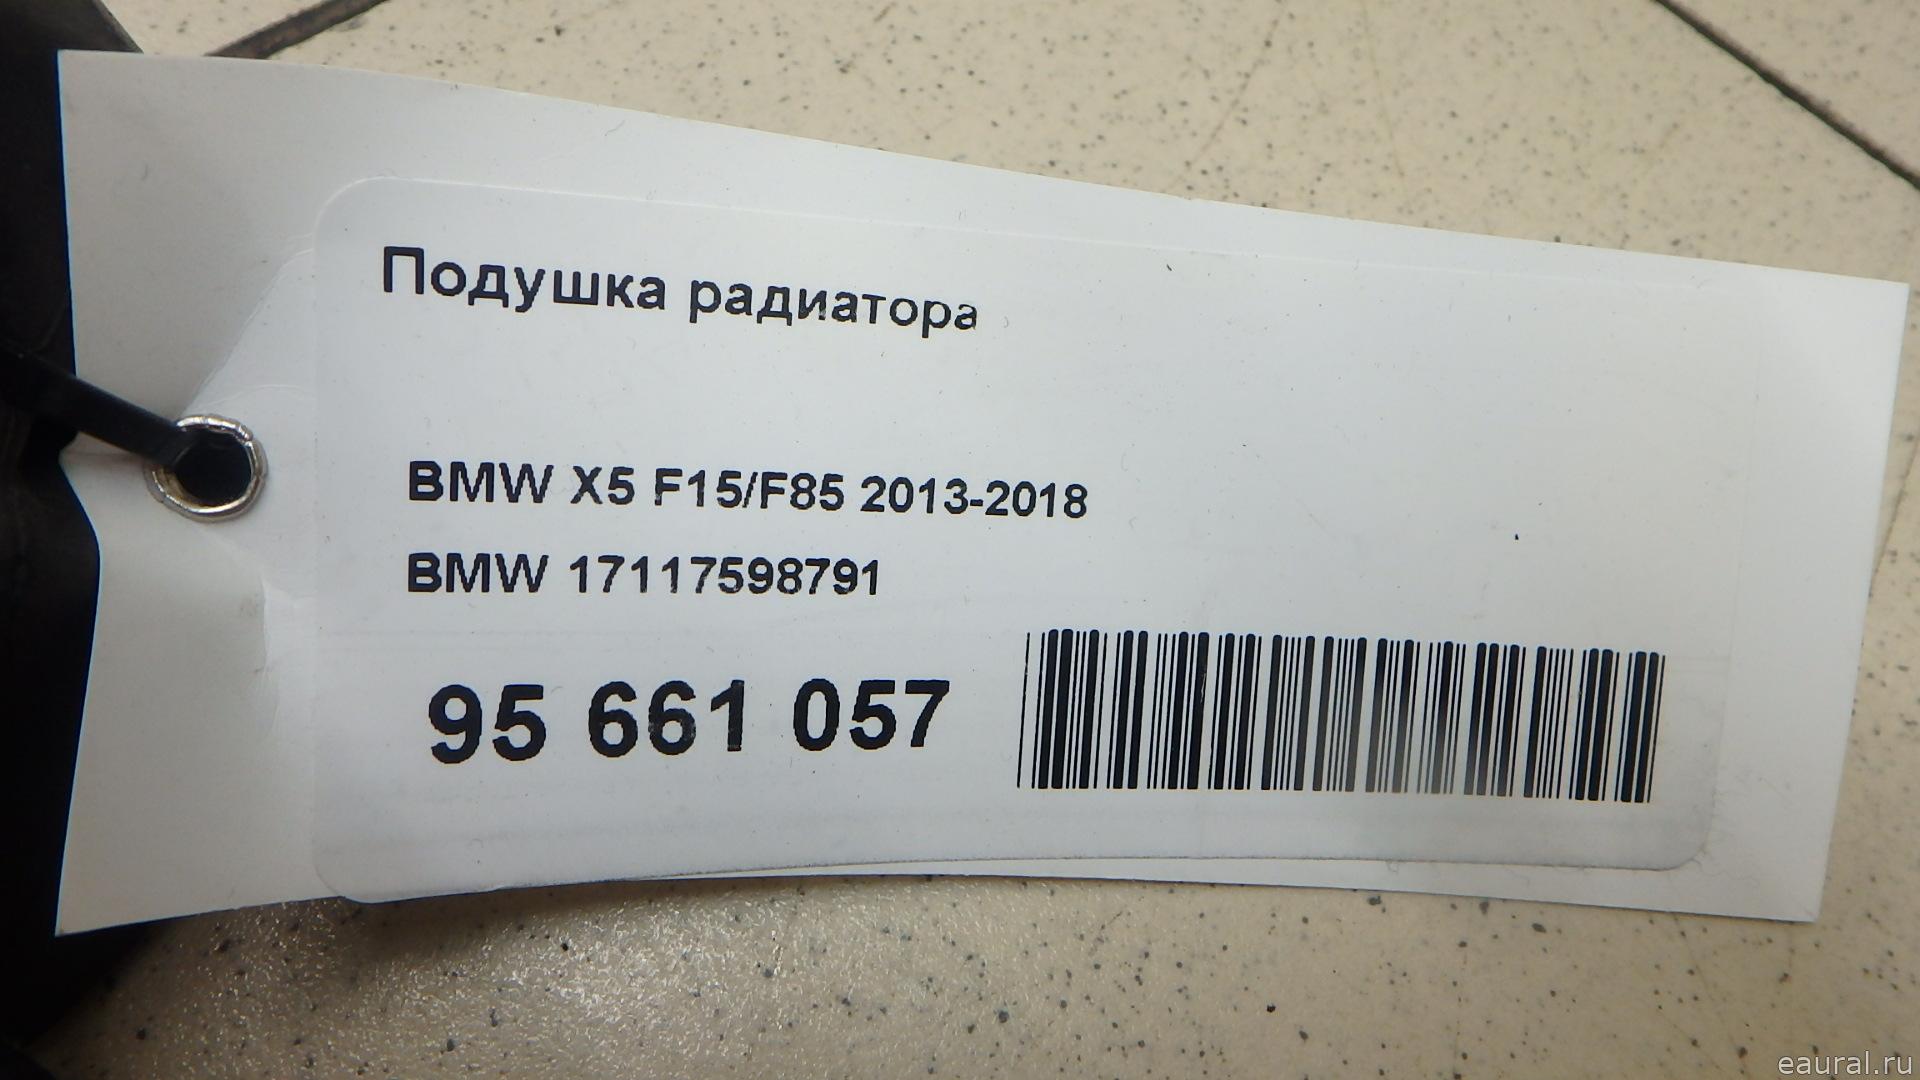 Подушка радиатора
BMW X5 F15/F85 2013-2018
BMW 17117598791
95 661 057
eaural.ru